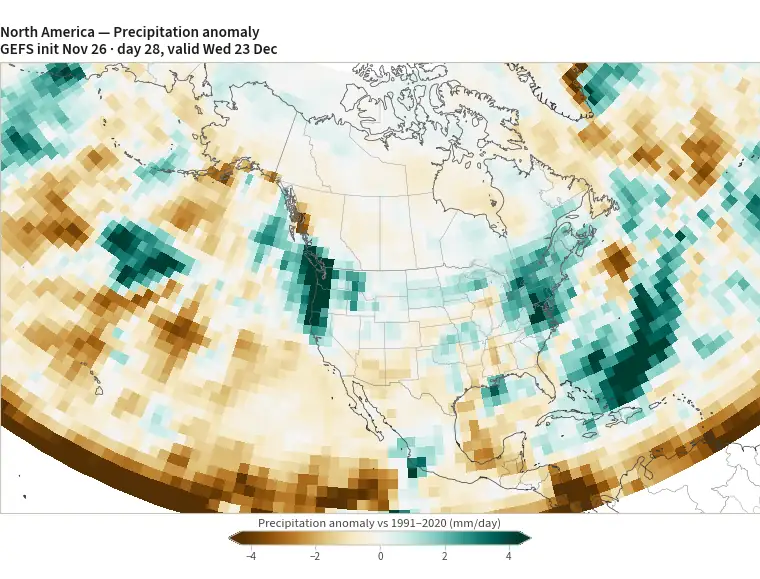 North America — Precipitation anomaly
GEFS init Nov 26 · day 28, valid Wed 23 Dec
Precipitation anomaly vs 1991–2020 (mm/day)
−4 −2 0 2 4